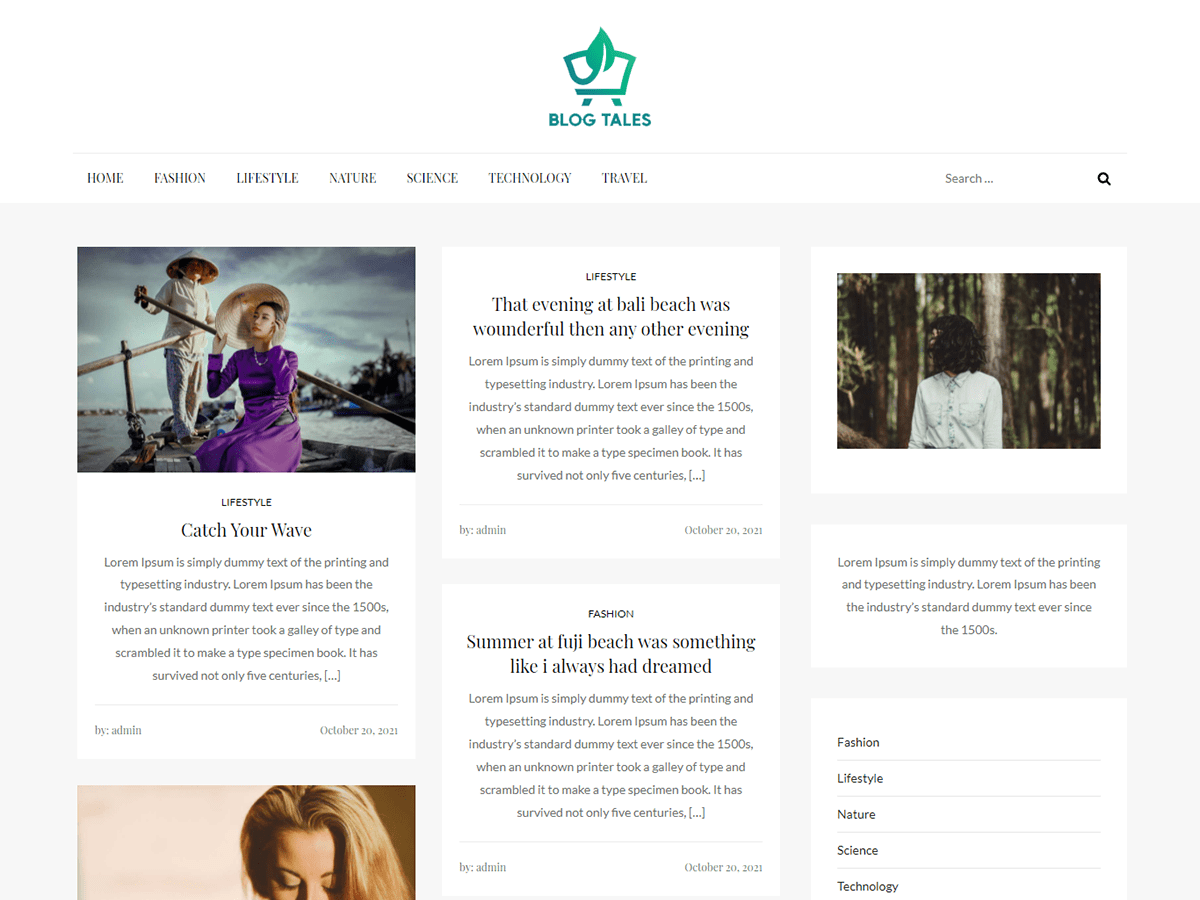 BLOG TALES
HOME FASHION LIFESTYLE NATURE SCIENCE TECHNOLOGY TRAVEL Search …
LIFESTYLE
Catch Your Wave
Lorem Ipsum is simply dummy text of the printing and
typesetting industry. Lorem Ipsum has been the
industry’s standard dummy text ever since the 1500s,
when an unknown printer took a galley of type and
scrambled it to make a type specimen book. It has
survived not only five centuries, […]
by: admin October 20, 2021
LIFESTYLE
That evening at bali beach was
wounderful then any other evening
Lorem Ipsum is simply dummy text of the printing and
typesetting industry. Lorem Ipsum has been the
industry’s standard dummy text ever since the 1500s,
when an unknown printer took a galley of type and
scrambled it to make a type specimen book. It has
survived not only five centuries, […]
by: admin October 20, 2021
FASHION
Summer at fuji beach was something
like i always had dreamed
Lorem Ipsum is simply dummy text of the printing and
typesetting industry. Lorem Ipsum has been the
industry’s standard dummy text ever since the 1500s,
when an unknown printer took a galley of type and
scrambled it to make a type specimen book. It has
survived not only five centuries, […]
by: admin October 20, 2021
Lorem Ipsum is simply dummy text of the printing
and typesetting industry. Lorem Ipsum has been
the industry’s standard dummy text ever since
the 1500s.
Fashion
Lifestyle
Nature
Science
Technology